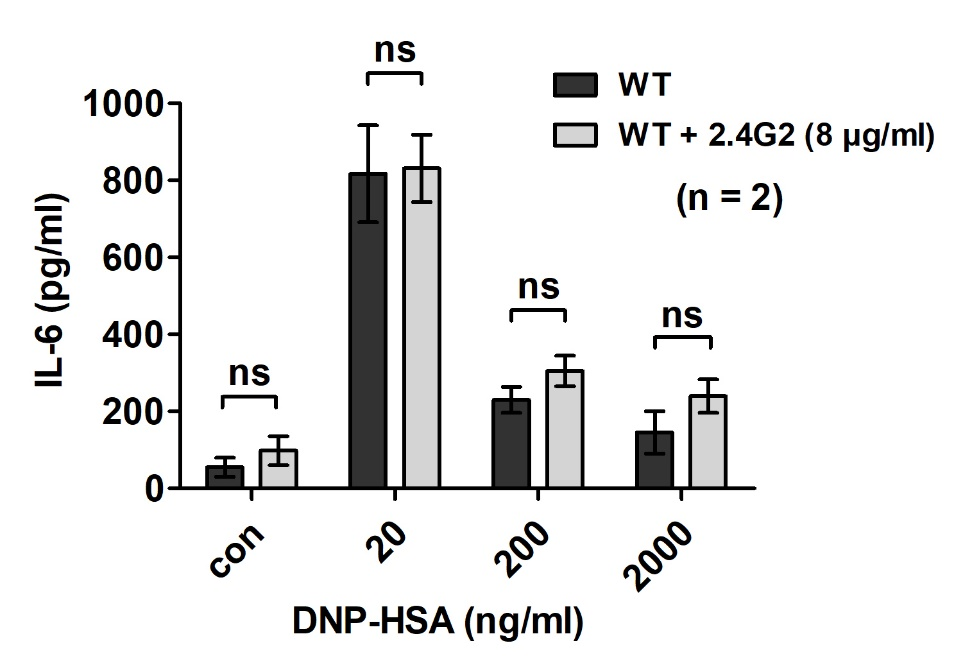 ns
WT
WT + 2.4G2 (8 µg/ml)
(n = 2)
IL-6 (pg/ml)
1000
800
600
400
200
0
ns
ns
ns
con
20
200
2000
DNP-HSA (ng/ml)